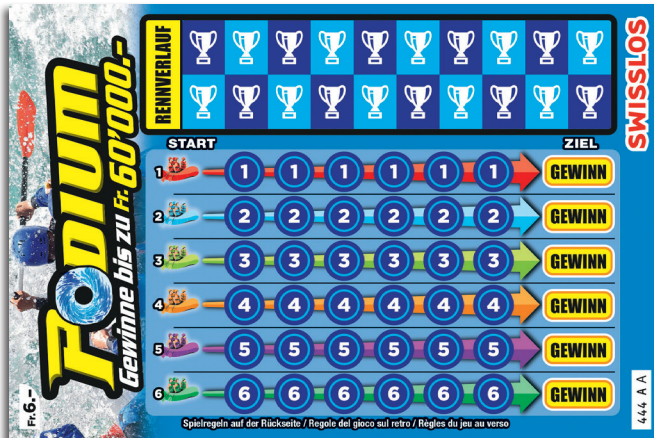 PODIUM
Gewinne bis zu Fr. 60'000.-
Fr. 6.–
RENNVERLAUF
SWISSLOS
START
ZIEL
1 1 1 1 1 1 1 GEWINN
2 2 2 2 2 2 2 GEWINN
3 3 3 3 3 3 3 GEWINN
4 4 4 4 4 4 4 GEWINN
5 5 5 5 5 5 5 GEWINN
6 6 6 6 6 6 6 GEWINN
Spielregeln auf der Rückseite / Regole del gioco sul retro / Règles du jeu au verso
444 A A